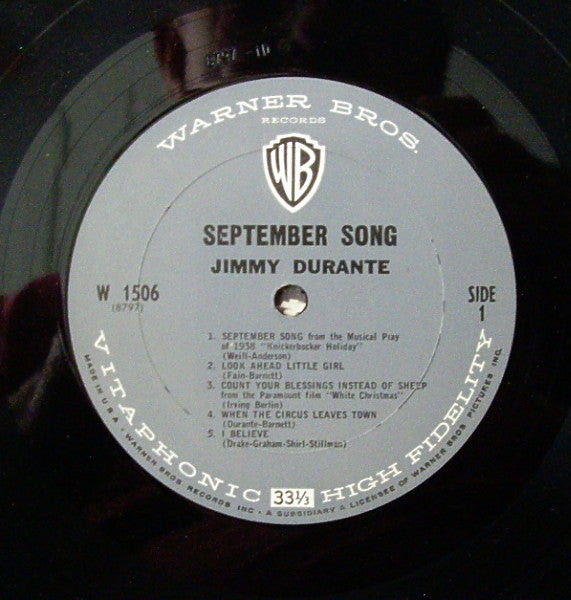 WARNER BROS.
RECORDS
WB
SEPTEMBER SONG
JIMMY DURANTE
W 1506
(8797)
SIDE
1
1. SEPTEMBER SONG from the Musical Play
of 1938 "Knickerbocker Holiday"
(Weill-Anderson)
2. LOOK AHEAD LITTLE GIRL
(Fain-Barnett)
3. COUNT YOUR BLESSINGS INSTEAD OF SHEEP
from the Paramount film "White Christmas"
(Irving Berlin)
4. WHEN THE CIRCUS LEAVES TOWN
(Durante-Barnett)
5. I BELIEVE
(Drake-Graham-Shirl-Stillman)
VITAPHONIC 33⅓ HIGH FIDELITY
MADE IN U.S.A. • WARNER BROS. RECORDS INC. • A SUBSIDIARY & LICENSEE OF WARNER BROS. PICTURES INC.